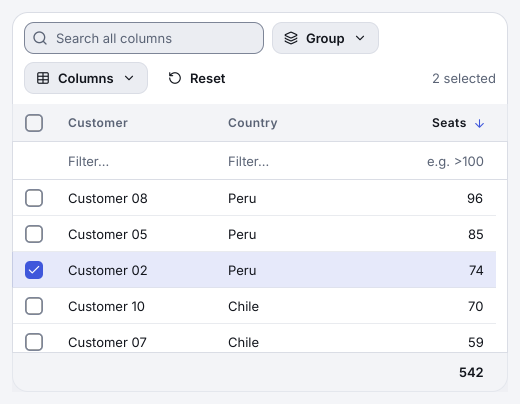 Search all columns Group
Columns Reset 2 selected
Customer Country Seats
Filter... Filter... e.g. >100
Customer 08 Peru 96
Customer 05 Peru 85
Customer 02 Peru 74
Customer 10 Chile 70
Customer 07 Chile 59
542